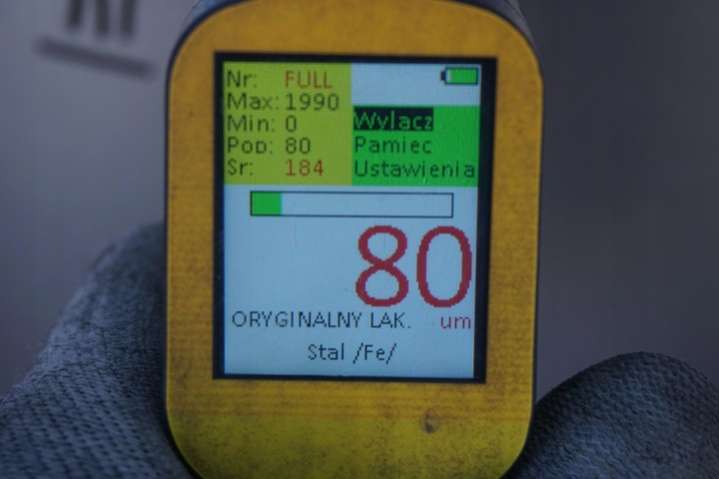 Nr: FULL
Max: 1990
Min: 0
Pop: 80
Sr: 184
Wylacz
Pamiec
Ustawienia
80
ORYGINALNY LAK. um
Stal /Fe/